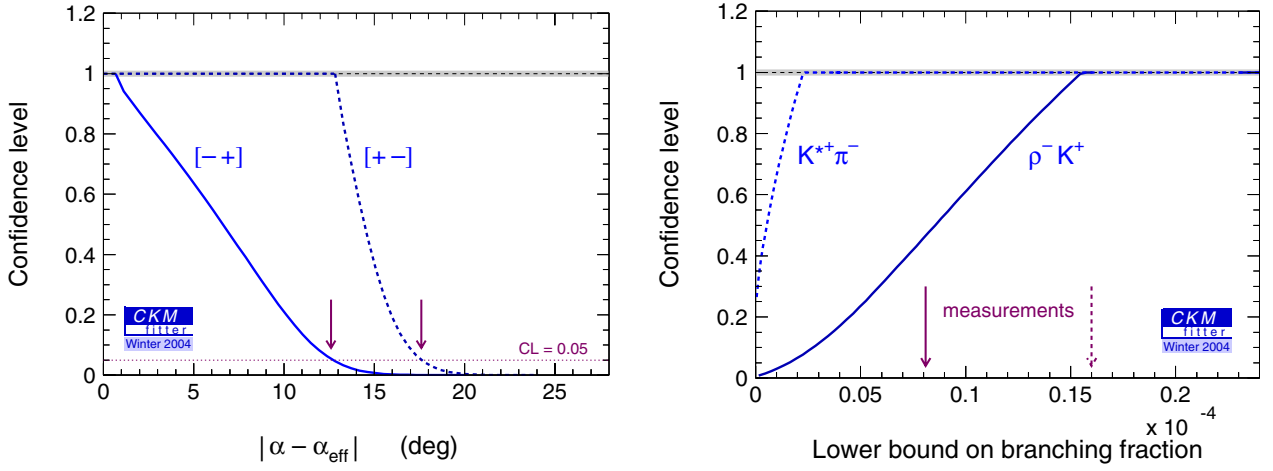 1.2
1
0.8
0.6
0.4
0.2
0
Confidence level
[− +]
[+ −]
CKM
fitter
Winter 2004
CL = 0.05
0 5 10 15 20 25
|α − α_eff| (deg)
1.2
1
0.8
0.6
0.4
0.2
0
Confidence level
K*+π−
ρ− K+
measurements
CKM
fitter
Winter 2004
0 0.05 0.1 0.15 0.2
x 10 -4
Lower bound on branching fraction